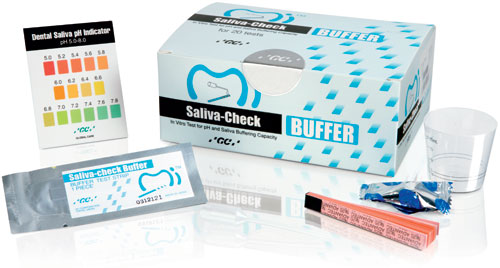 Dental Saliva pH Indicator
pH 5.0-8.0
5.0 5.2 5.4 5.6 5.8
6.0 6.2 6.4 6.6
6.8 7.0 7.2 7.4 7.6 7.8
GC
Saliva-Check
BUFFER
for 20 tests
Saliva-Check
BUFFER
In Vitro Test for pH and Saliva Buffering Capacity
GC
Saliva-check Buffer
BUFFER TEST STRIP
1 PIECE
0312121
GC